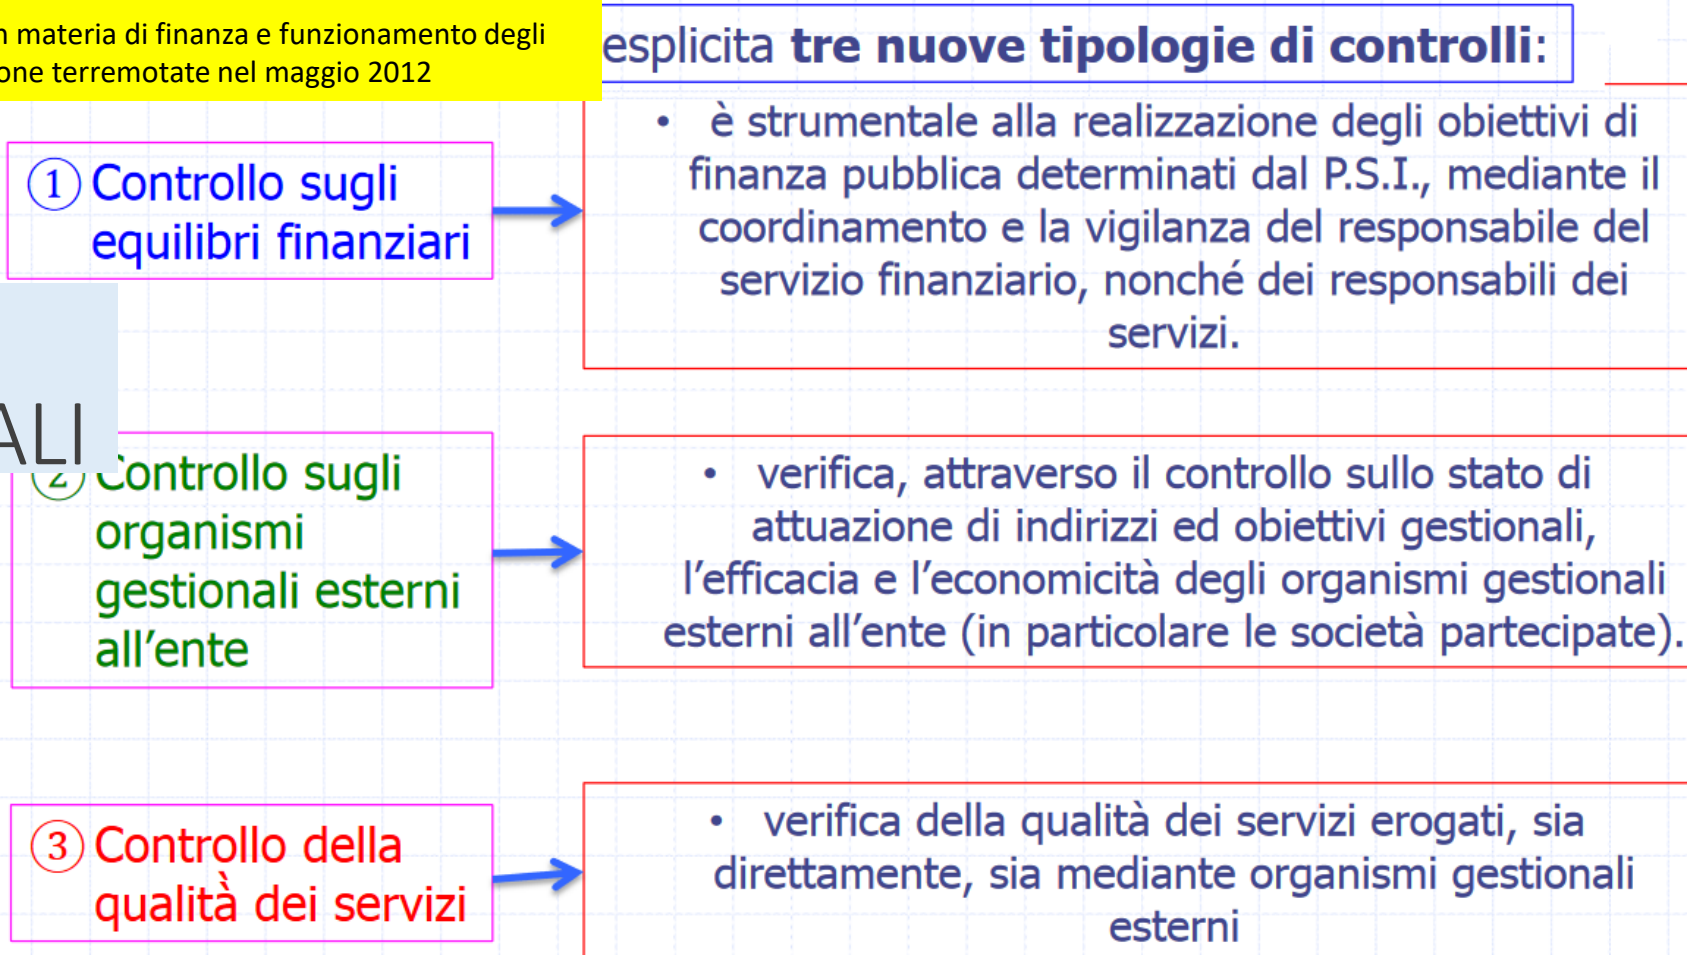 n materia di finanza e funzionamento degli
one terremotate nel maggio 2012
esplicita tre nuove tipologie di controlli:
① Controllo sugli
equilibri finanziari
• è strumentale alla realizzazione degli obiettivi di
finanza pubblica determinati dal P.S.I., mediante il
coordinamento e la vigilanza del responsabile del
servizio finanziario, nonché dei responsabili dei
servizi.
ALI
② Controllo sugli
organismi
gestionali esterni
all’ente
• verifica, attraverso il controllo sullo stato di
attuazione di indirizzi ed obiettivi gestionali,
l’efficacia e l’economicità degli organismi gestionali
esterni all’ente (in particolare le società partecipate).
③ Controllo della
qualità dei servizi
• verifica della qualità dei servizi erogati, sia
direttamente, sia mediante organismi gestionali
esterni